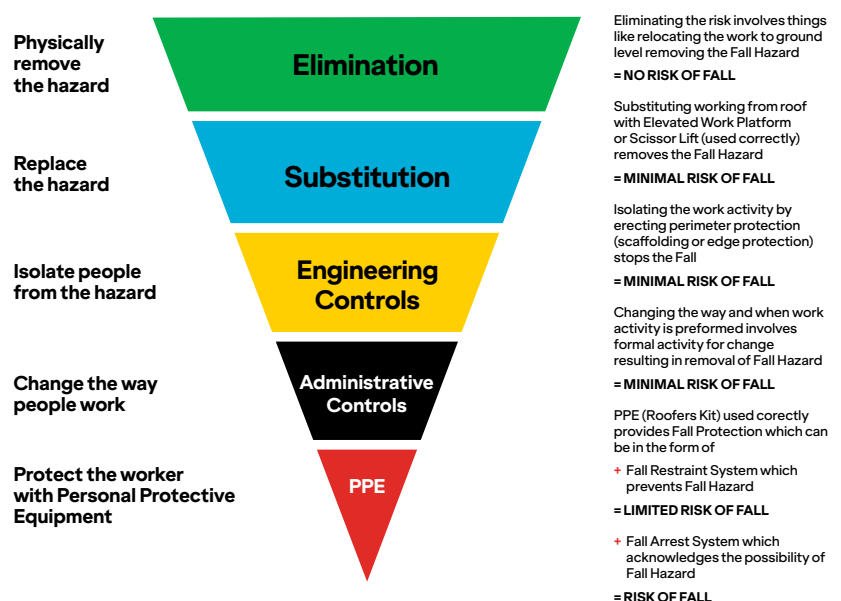 Physically
remove
the hazard
Elimination
Eliminating the risk involves things
like relocating the work to ground
level removing the Fall Hazard
= NO RISK OF FALL
Replace
the hazard
Substitution
Substituting working from roof
with Elevated Work Platform
or Scissor Lift (used correctly)
removes the Fall Hazard
= MINIMAL RISK OF FALL
Isolate people
from the hazard
Engineering
Controls
Isolating the work activity by
erecting perimeter protection
(scaffolding or edge protection)
stops the Fall
= MINIMAL RISK OF FALL
Change the way
people work
Administrative
Controls
Changing the way and when work
activity is preformed involves
formal activity for change
resulting in removal of Fall Hazard
= MINIMAL RISK OF FALL
Protect the worker
with Personal Protective
Equipment
PPE
PPE (Roofers Kit) used corectly
provides Fall Protection which can
be in the form of
+ Fall Restraint System which
prevents Fall Hazard
= LIMITED RISK OF FALL
+ Fall Arrest System which
acknowledges the possibility of
Fall Hazard
= RISK OF FALL